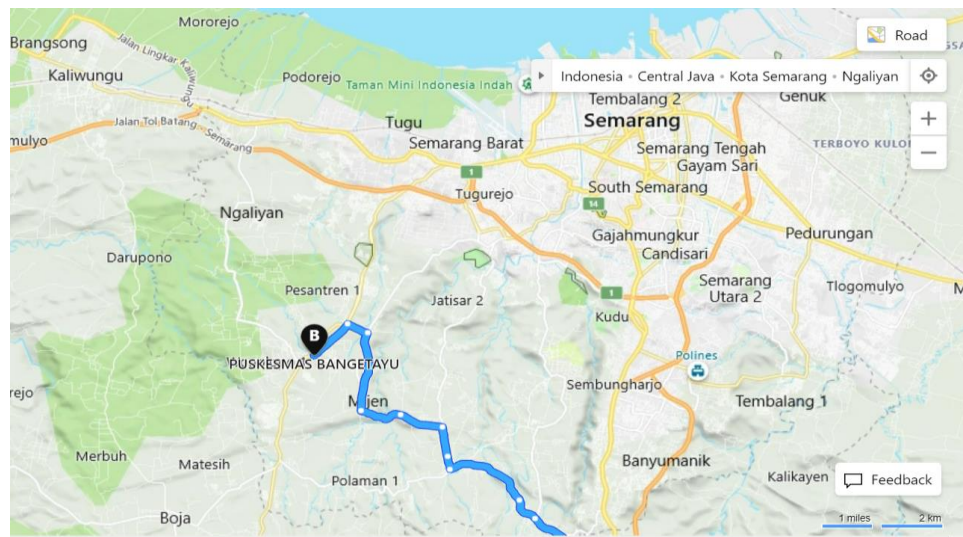 Mororejo
Brangsong
Jalan Lingkar Kaliwungu
Road
Kaliwungu
Podorejo
Taman Mini Indonesia Indah
Indonesia • Central Java • Kota Semarang • Ngaliyan
Tembalang 2
Genuk
Jalan Tol Batang - Semarang
Tugu
Semarang
mulyo
Semarang Barat
Semarang Tengah
TERBOYO KULO
Gayam Sari
1
Tugurejo
South Semarang
14
Ngaliyan
Gajahmungkur
Pedurungan
Candisari
Darupono
Semarang
Utara 2
Pesantren 1
Jatisar 2
Tlogomulyo
1
Kudu
B
PUSKESMAS BANGETAYU
Polines
Sembungharjo
rejo
Mijen
Tembalang 1
Merbuh
Matesih
Banyumanik
Polaman 1
Kalikayen
Feedback
Boja
1 miles
2 km